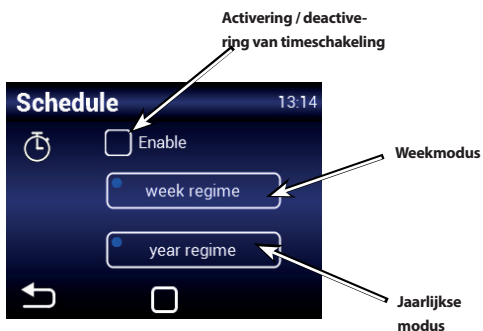 Activering / deactive-
ring van timeschakeling
Schedule 13:14
Enable
Weekmodus
week regime
year regime
Jaarlijkse
modus